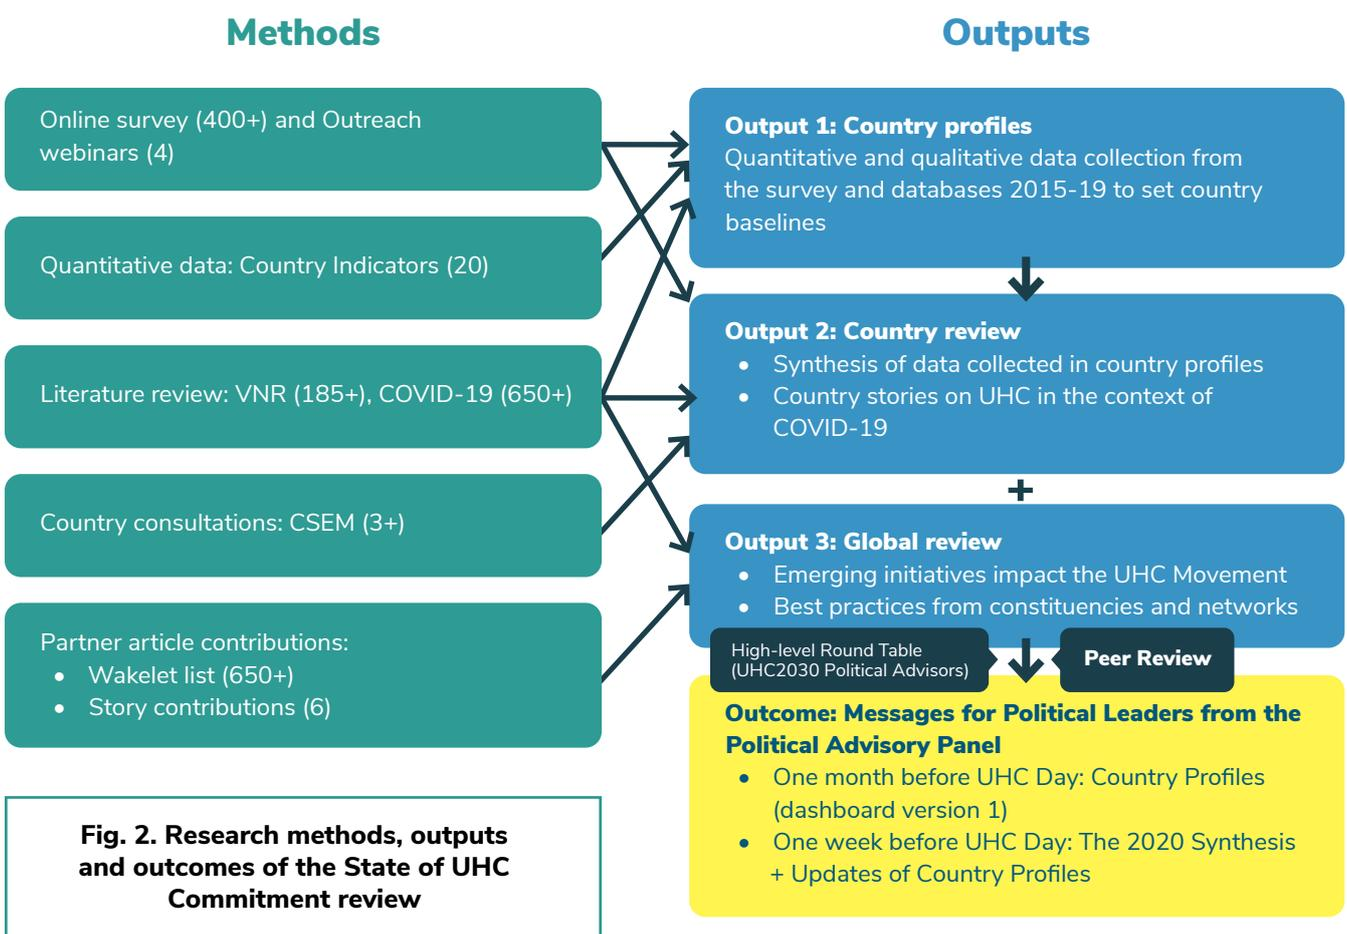 Methods
Online survey (400+) and Outreach
webinars (4)
Quantitative data: Country Indicators (20)
Literature review: VNR (185+), COVID-19 (650+)
Country consultations: CSEM (3+)
Partner article contributions:
• Wakelet list (650+)
• Story contributions (6)
Fig. 2. Research methods, outputs
and outcomes of the State of UHC
Commitment review
Outputs
Output 1: Country profiles
Quantitative and qualitative data collection from
the survey and databases 2015-19 to set country
baselines
Output 2: Country review
• Synthesis of data collected in country profiles
• Country stories on UHC in the context of
COVID-19
+
Output 3: Global review
• Emerging initiatives impact the UHC Movement
• Best practices from constituencies and networks
High-level Round Table
(UHC2030 Political Advisors)
Peer Review
Outcome: Messages for Political Leaders from the
Political Advisory Panel
• One month before UHC Day: Country Profiles
(dashboard version 1)
• One week before UHC Day: The 2020 Synthesis
+ Updates of Country Profiles